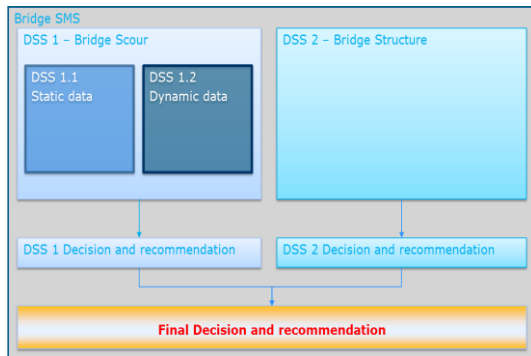 Bridge SMS
DSS 1 – Bridge Scour
DSS 2 – Bridge Structure
DSS 1.1
Static data
DSS 1.2
Dynamic data
DSS 1 Decision and recommendation
DSS 2 Decision and recommendation
Final Decision and recommendation